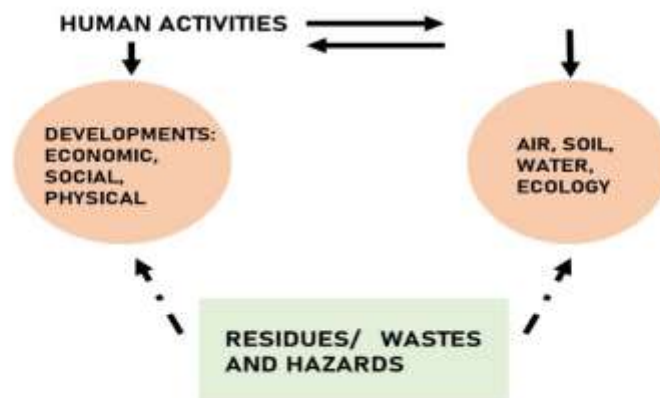 HUMAN ACTIVITIES
DEVELOPMENTS:
ECONOMIC,
SOCIAL,
PHYSICAL
AIR, SOIL,
WATER,
ECOLOGY
RESIDUES/ WASTES
AND HAZARDS